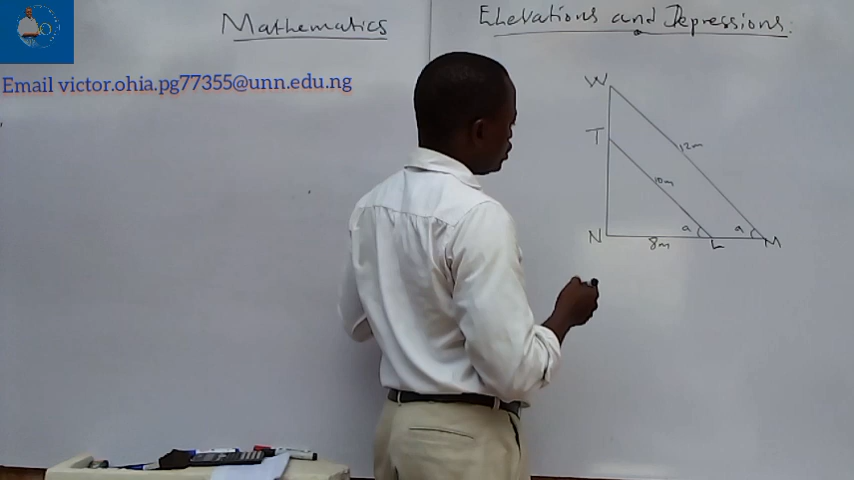 Mathematics
Elevations and Depressions:
Email victor.ohia.pg77355@unn.edu.ng
W
T
12m
10m
N
a
a
8m
L
M